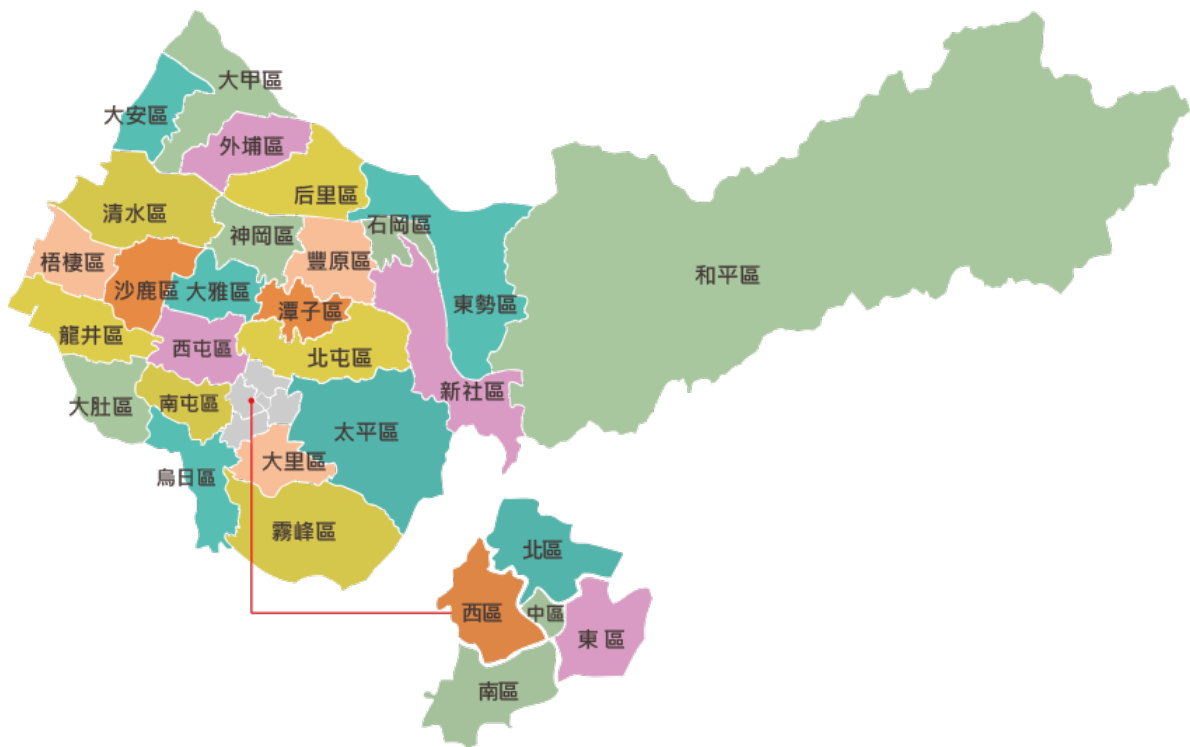 大甲區
大安區
外埔區
后里區
清水區
石岡區
神岡區
豐原區
梧棲區
和平區
沙鹿區
大雅區
東勢區
潭子區
龍井區
西屯區
北屯區
新社區
南屯區
大肚區
太平區
大里區
烏日區
霧峰區
北區
西區
中區
東 區
南區